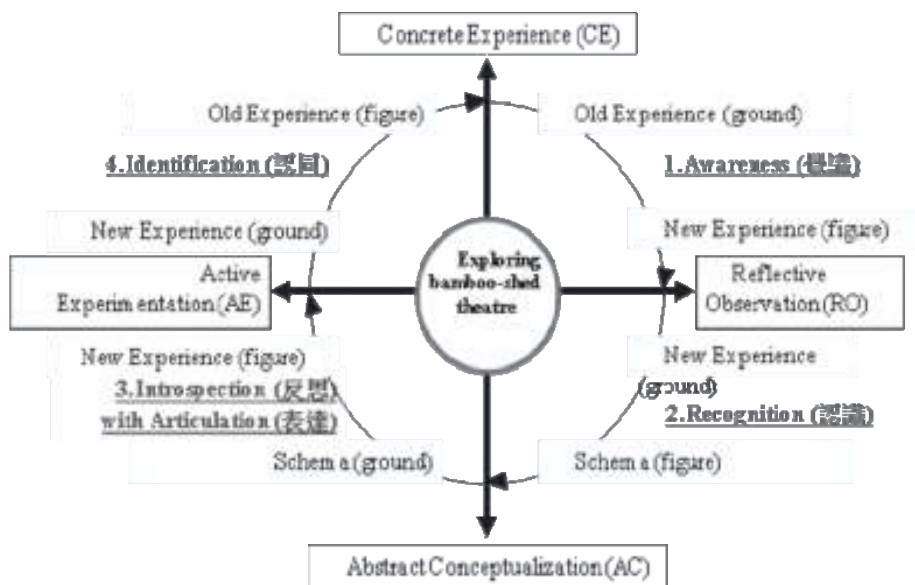 Concrete Experience (CE)
Old Experience (figure)
Old Experience (ground)
4.Identification (認同)
1.Awareness (醒識)
New Experience (ground)
New Experience (figure)
Exploring
bamboo-shed
theatre
Active
Experimentation (AE)
Reflective
Observation (RO)
New Experience (figure)
New Experience
(ground)
3.Introspection (反思)
with Articulation (表達)
2.Recognition (認識)
Schema (ground)
Schema (figure)
Abstract Conceptualization (AC)